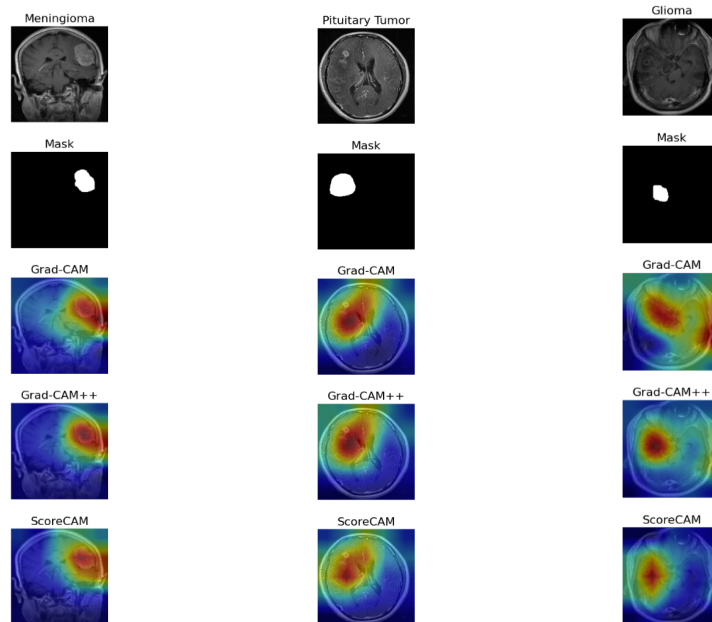 Meningioma Pituitary Tumor Glioma
Mask Mask Mask
Grad-CAM Grad-CAM Grad-CAM
Grad-CAM++ Grad-CAM++ Grad-CAM++
ScoreCAM ScoreCAM ScoreCAM